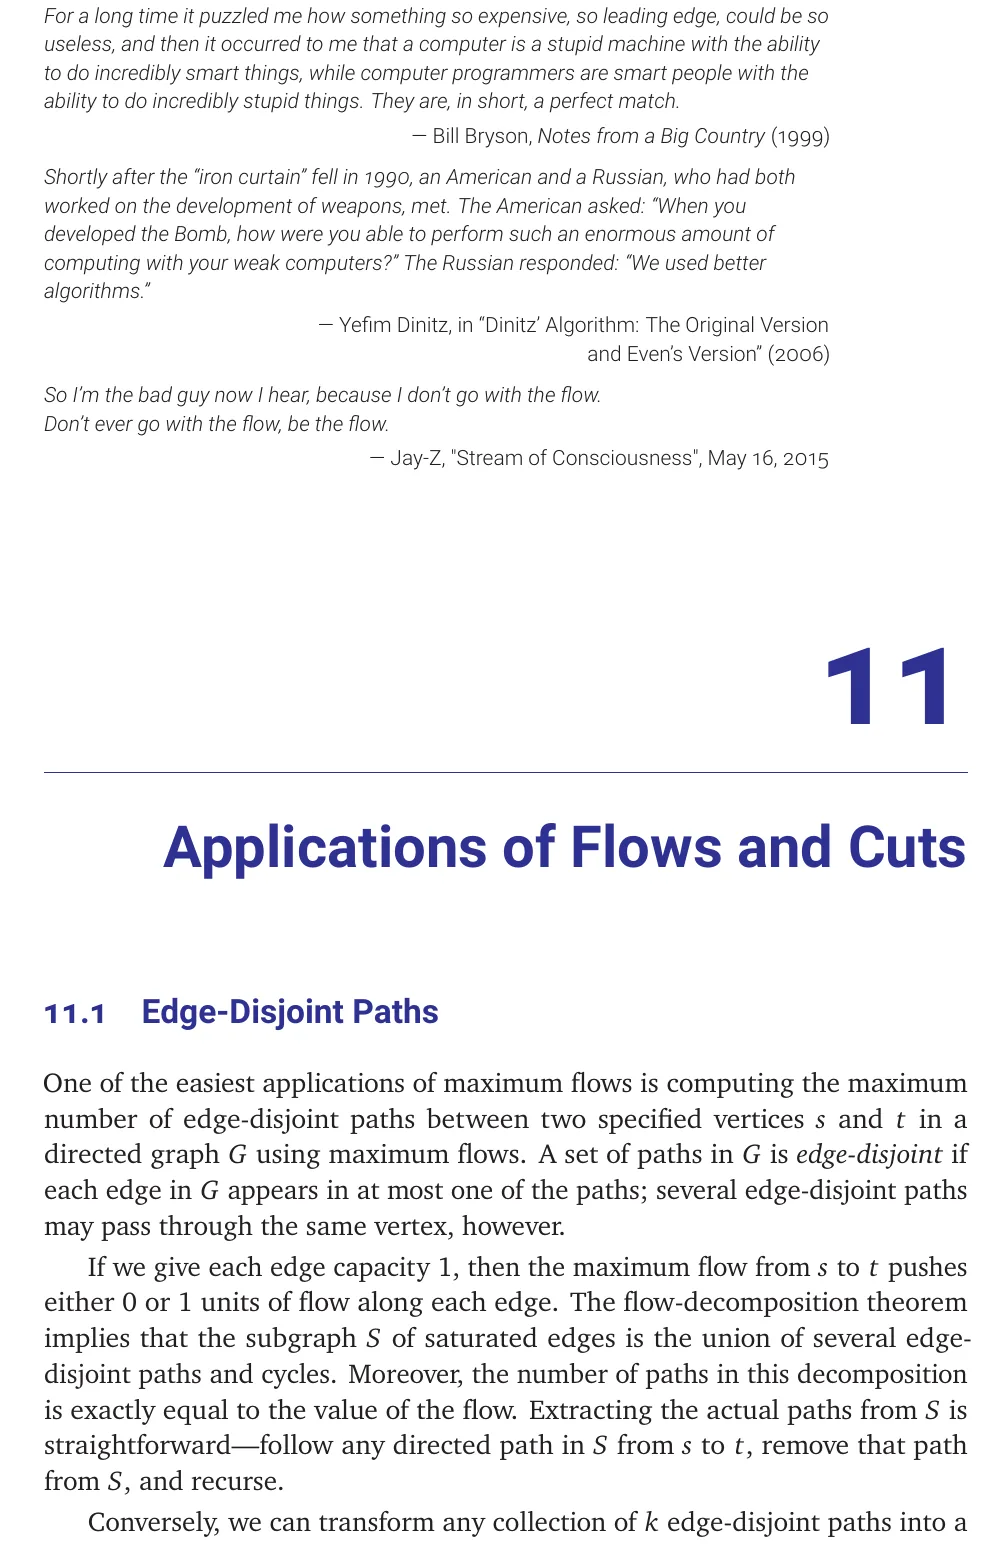 For a long time it puzzled me how something so expensive, so leading edge, could be so
useless, and then it occurred to me that a computer is a stupid machine with the ability
to do incredibly smart things, while computer programmers are smart people with the
ability to do incredibly stupid things. They are, in short, a perfect match.
— Bill Bryson, Notes from a Big Country (1999)
Shortly after the “iron curtain” fell in 1990, an American and a Russian, who had both
worked on the development of weapons, met. The American asked: “When you
developed the Bomb, how were you able to perform such an enormous amount of
computing with your weak computers?” The Russian responded: “We used better
algorithms.”
— Yefim Dinitz, in “Dinitz’ Algorithm: The Original Version
and Even’s Version” (2006)
So I’m the bad guy now I hear, because I don’t go with the flow.
Don’t ever go with the flow, be the flow.
— Jay-Z, "Stream of Consciousness", May 16, 2015
11
Applications of Flows and Cuts
11.1 Edge-Disjoint Paths
One of the easiest applications of maximum flows is computing the maximum
number of edge-disjoint paths between two specified vertices s and t in a
directed graph G using maximum flows. A set of paths in G is edge-disjoint if
each edge in G appears in at most one of the paths; several edge-disjoint paths
may pass through the same vertex, however.
If we give each edge capacity 1, then the maximum flow from s to t pushes
either 0 or 1 units of flow along each edge. The flow-decomposition theorem
implies that the subgraph S of saturated edges is the union of several edge-
disjoint paths and cycles. Moreover, the number of paths in this decomposition
is exactly equal to the value of the flow. Extracting the actual paths from S is
straightforward—follow any directed path in S from s to t, remove that path
from S, and recurse.
Conversely, we can transform any collection of k edge-disjoint paths into a